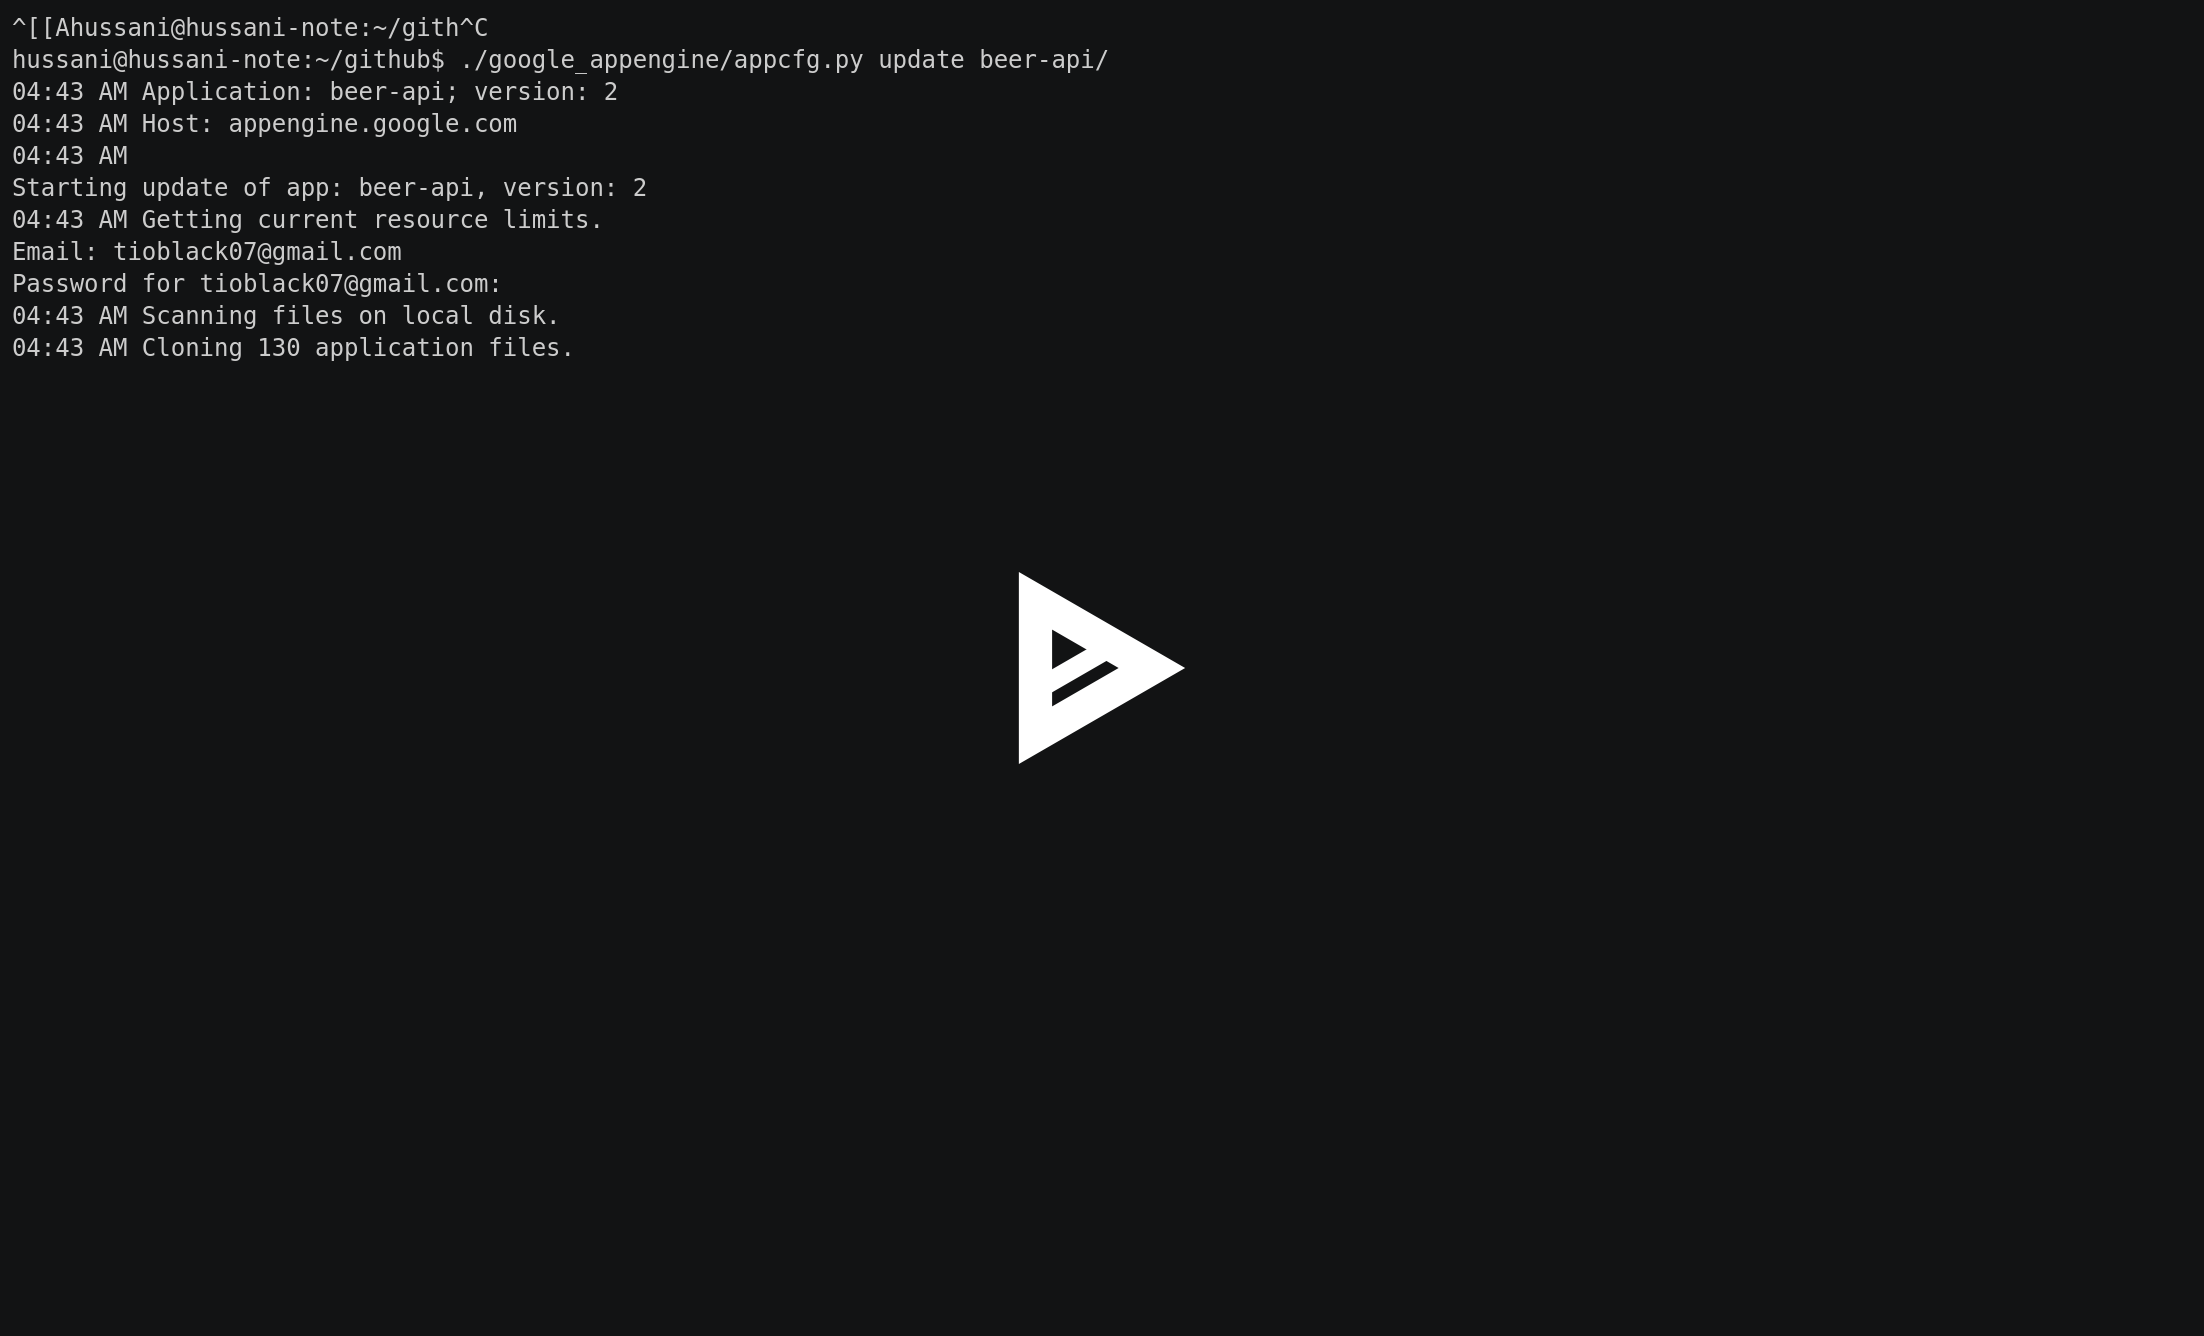 ^[[Ahussani@hussani-note:~/gith^C
hussani@hussani-note:~/github$ ./google_appengine/appcfg.py update beer-api/
04:43 AM Application: beer-api; version: 2
04:43 AM Host: appengine.google.com
04:43 AM
Starting update of app: beer-api, version: 2
04:43 AM Getting current resource limits.
Email: tioblack07@gmail.com
Password for tioblack07@gmail.com:
04:43 AM Scanning files on local disk.
04:43 AM Cloning 130 application files.